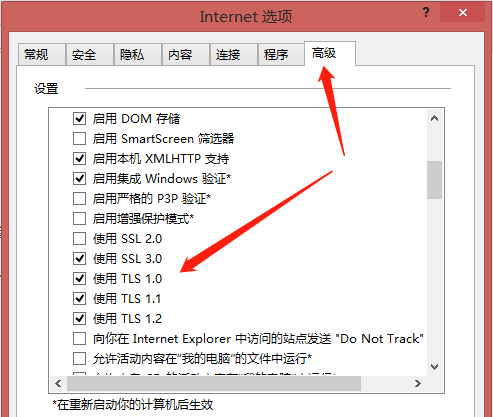 Internet 选项
?
常规 安全 隐私 内容 连接 程序 高级
设置
启用 DOM 存储
启用 SmartScreen 筛选器
启用本机 XMLHTTP 支持
启用集成 Windows 验证*
启用严格的 P3P 验证*
启用增强保护模式*
使用 SSL 2.0
使用 SSL 3.0
使用 TLS 1.0
使用 TLS 1.1
使用 TLS 1.2
向你在 Internet Explorer 中访问的站点发送 "Do Not Track"
允许活动内容在"我的电脑"的文件中运行*
*在重新启动你的计算机后生效